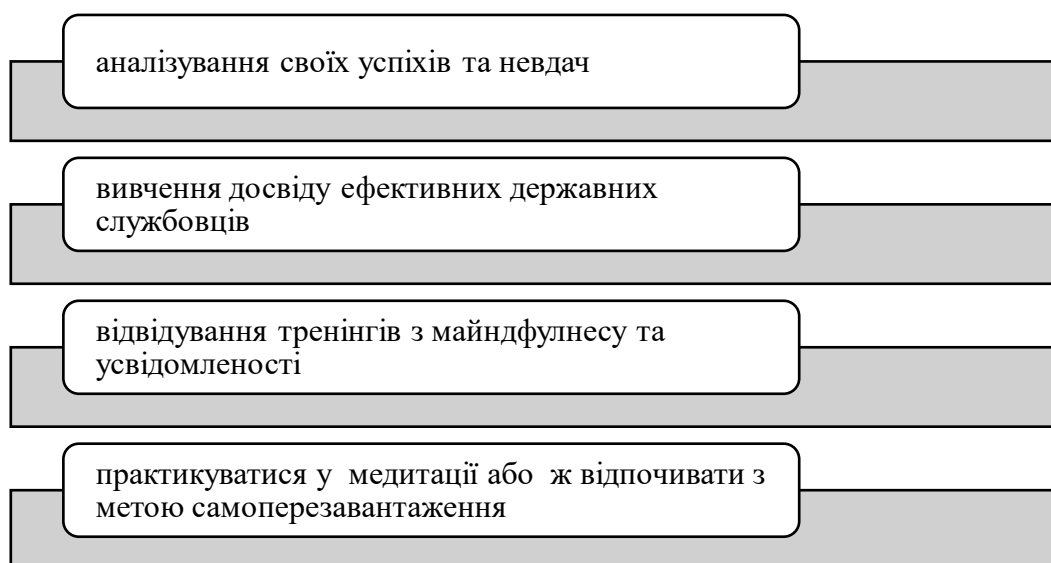 аналізування своїх успіхів та невдач
вивчення досвіду ефективних державних
службовців
відвідування тренінгів з майндфулнесу та
усвідомленості
практикуватися у медитації або ж відпочивати з
метою самоперезавантаження